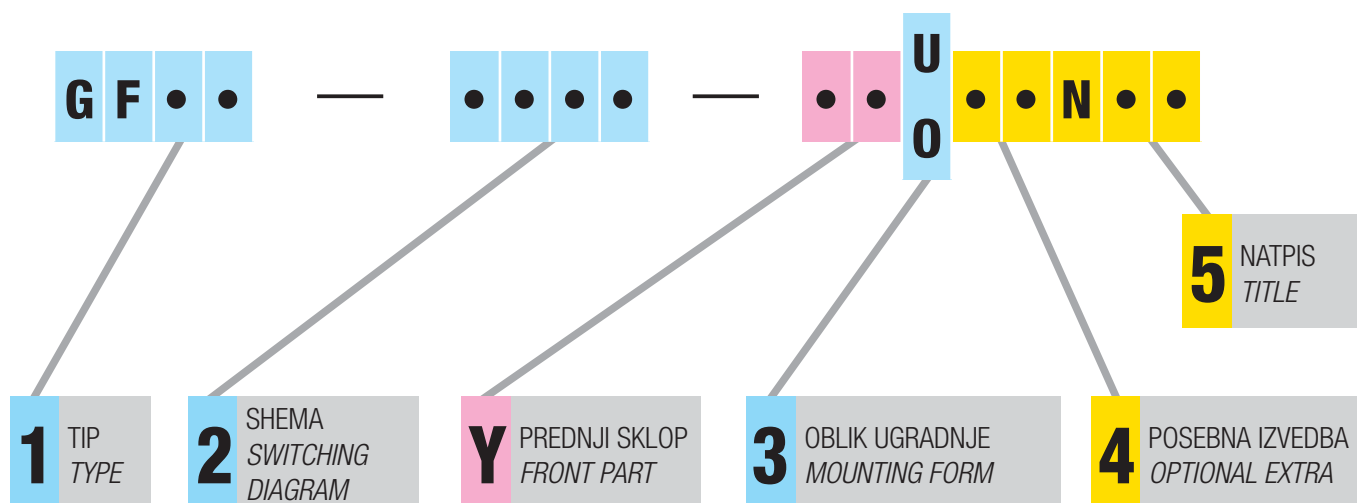 GF•• — •••• — ••U••N••
O
5 NATPIS
TITLE
1 TIP
TYPE
2 SHEMA
SWITCHING
DIAGRAM
Y PREDNJI SKLOP
FRONT PART
3 OBLIK UGRADNJE
MOUNTING FORM
4 POSEBNA IZVEDBA
OPTIONAL EXTRA